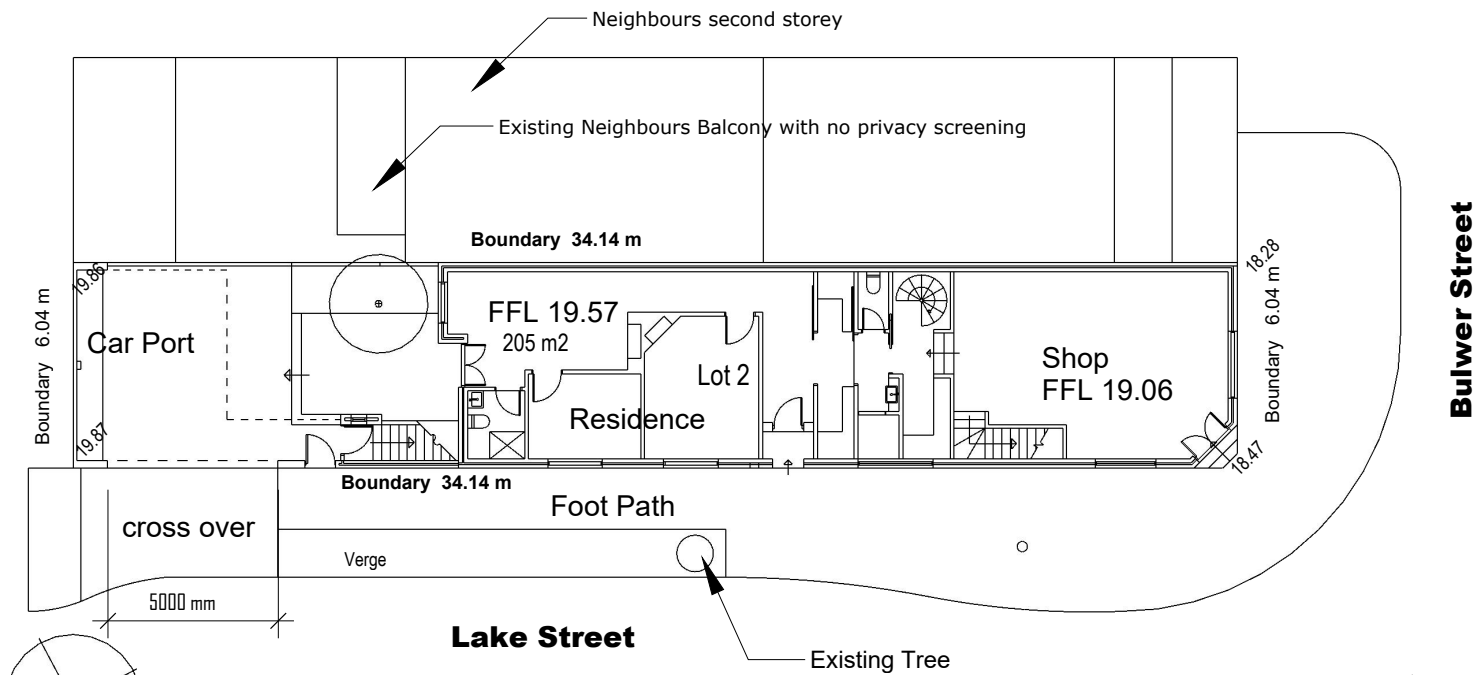 Neighbours second storey
Existing Neighbours Balcony with no privacy screening
Boundary 34.14 m
Bulwer Street
19.86
18.28
Boundary 6.04 m
Car Port
FFL 19.57
205 m2
Lot 2
Residence
Shop
FFL 19.06
Boundary 6.04 m
19.87
18.47
Boundary 34.14 m
Foot Path
cross over
Verge
5000 mm
Lake Street
Existing Tree